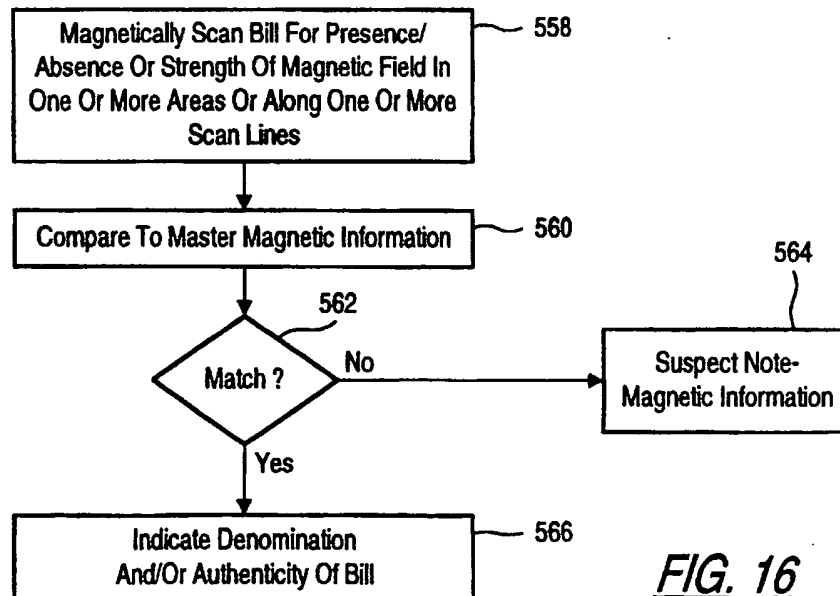 Magnetically Scan Bill For Presence/
Absence Or Strength Of Magnetic Field In
One Or More Areas Or Along One Or More
Scan Lines
558
Compare To Master Magnetic Information
560
562
Match ?
No
564
Suspect Note-
Magnetic Information
Yes
Indicate Denomination
And/Or Authenticity Of Bill
566
FIG. 16